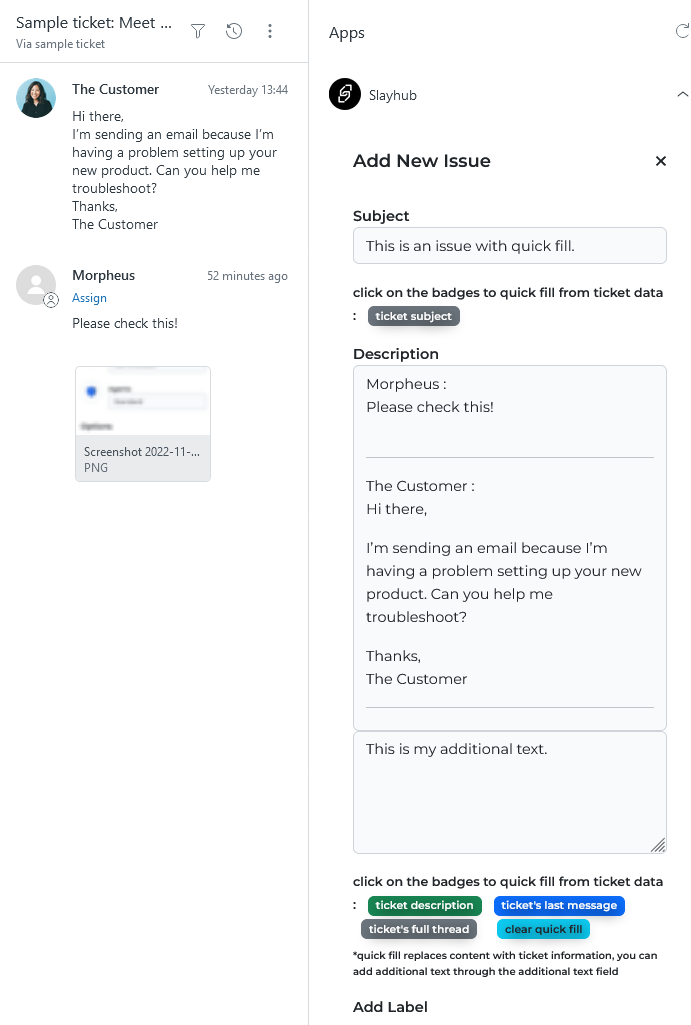 Sample ticket: Meet ...
Via sample ticket
The Customer
Yesterday 13:44
Hi there,
I'm sending an email because I'm
having a problem setting up your
new product. Can you help me
troubleshoot?
Thanks,
The Customer
Morpheus
52 minutes ago
Assign
Please check this!
Agent
Standard
Options
Screenshot 2022-11-...
PNG
Apps
Slayhub
Add New Issue
Subject
This is an issue with quick fill.
click on the badges to quick fill from ticket data
: ticket subject
Description
Morpheus :
Please check this!
The Customer :
Hi there,
I'm sending an email because I'm
having a problem setting up your new
product. Can you help me
troubleshoot?
Thanks,
The Customer
This is my additional text.
click on the badges to quick fill from ticket data
: ticket description ticket's last message
ticket's full thread clear quick fill
*quick fill replaces content with ticket information, you can
add additional text through the additional text field
Add Label